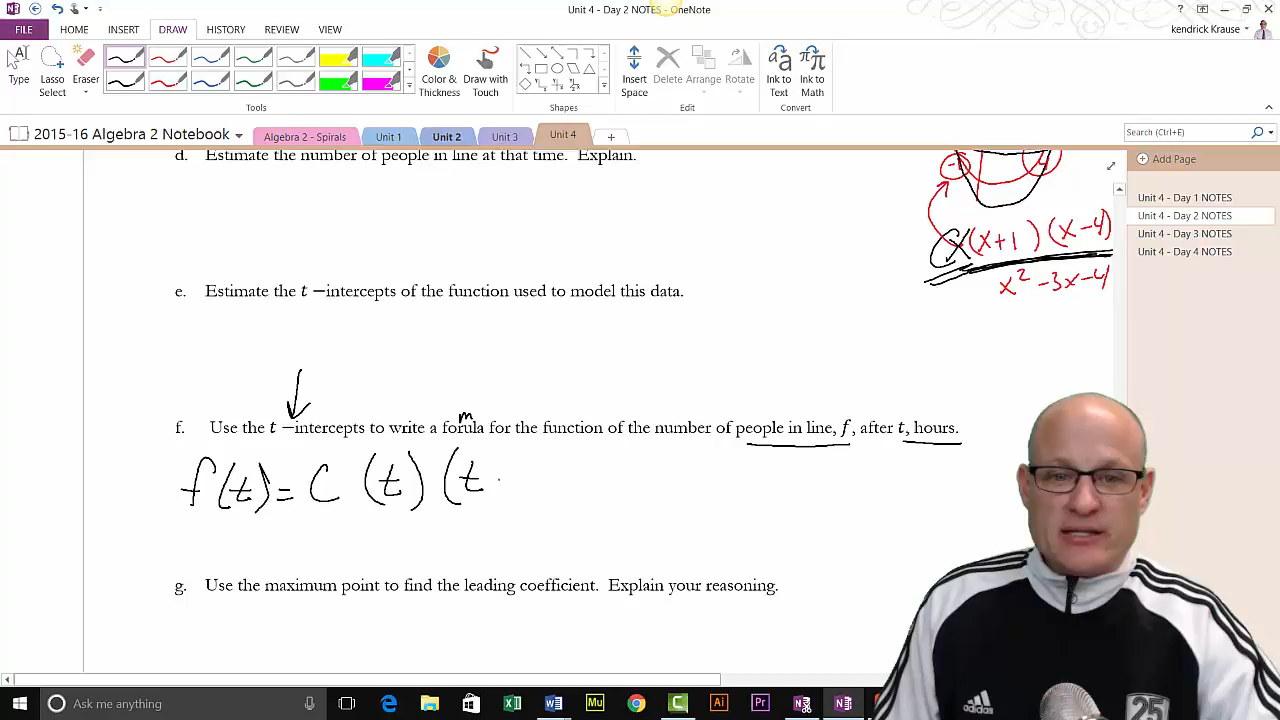 Unit 4 - Day 2 NOTES - OneNote
kendrick Krause
FILE HOME INSERT DRAW HISTORY REVIEW VIEW
Type Lasso Select Eraser Color & Thickness Draw with Touch Insert Space Delete Arrange Rotate Ink to Text Ink to Math
Tools Shapes Edit Convert
2015-16 Algebra 2 Notebook Algebra 2 - Spirals Unit 1 Unit 2 Unit 3 Unit 4 Search (Ctrl+E)
Add Page
Unit 4 - Day 1 NOTES
Unit 4 - Day 2 NOTES
Unit 4 - Day 3 NOTES
Unit 4 - Day 4 NOTES
d. Estimate the number of people in line at that time. Explain.
(x+1)(x-4)
x² -3x-4
e. Estimate the t −intercepts of the function used to model this data.
m
f. Use the t −intercepts to write a forula for the function of the number of people in line, f, after t, hours.
f(t)= C (t) (t
g. Use the maximum point to find the leading coefficient. Explain your reasoning.
adidas
25
Ask me anything
Mu Ai Pr